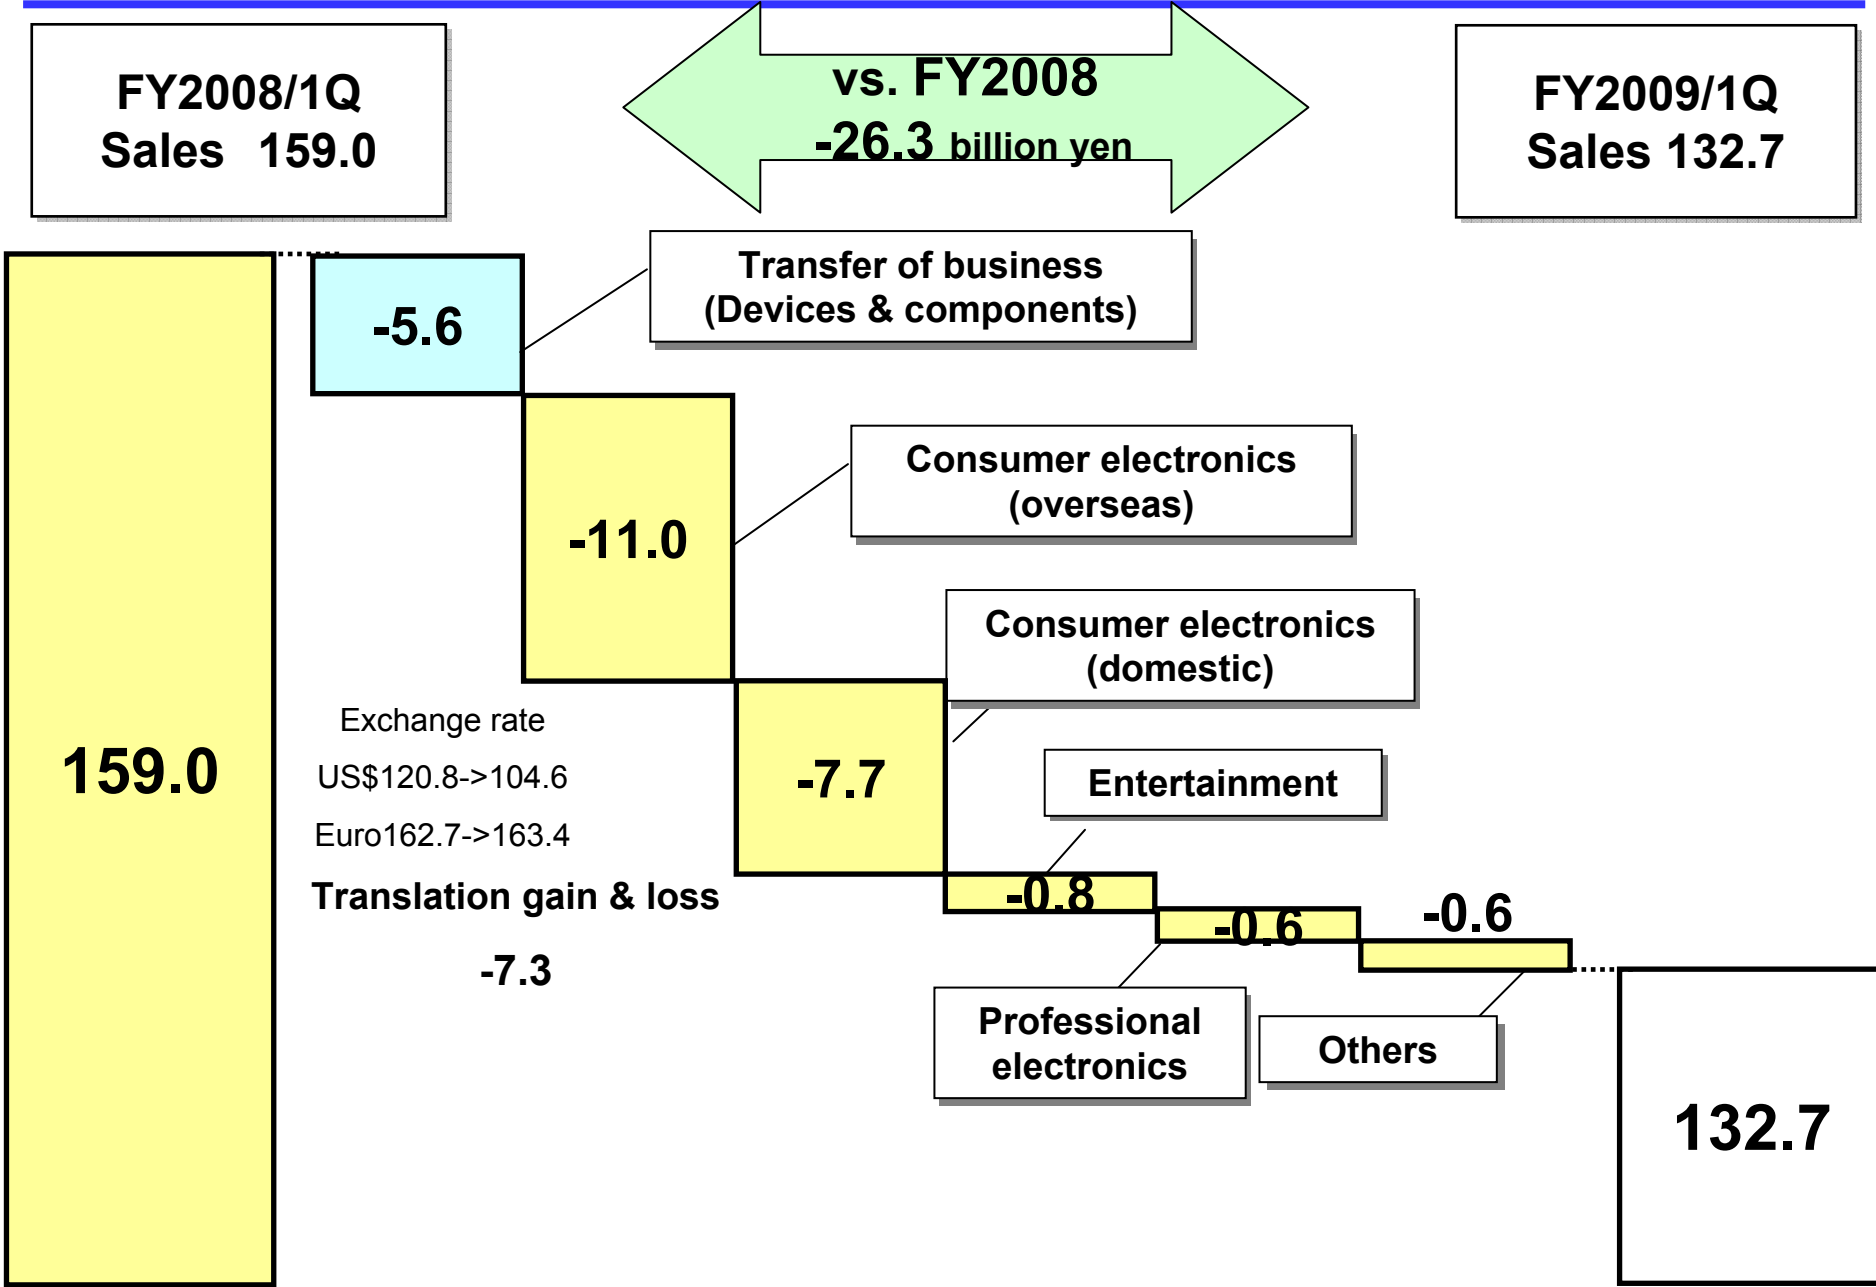 FY2008/1Q
Sales 159.0
vs. FY2008
-26.3 billion yen
FY2009/1Q
Sales 132.7
Transfer of business
(Devices & components)
-5.6
Consumer electronics
(overseas)
-11.0
Consumer electronics
(domestic)
159.0
Exchange rate
US$120.8->104.6
Euro162.7->163.4
Translation gain & loss
-7.3
-7.7
Entertainment
-0.8
-0.6
-0.6
Professional
electronics
Others
132.7